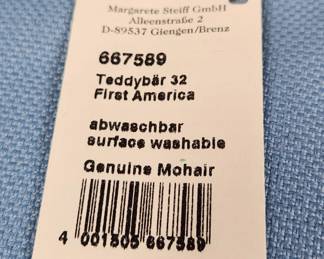 Margarete Steiff GmbH
Alleenstraße 2
D-89537 Giengen/Brenz
667589
Teddybär 32
First America
abwaschbar
surface washable
Genuine Mohair
4 001505 667589